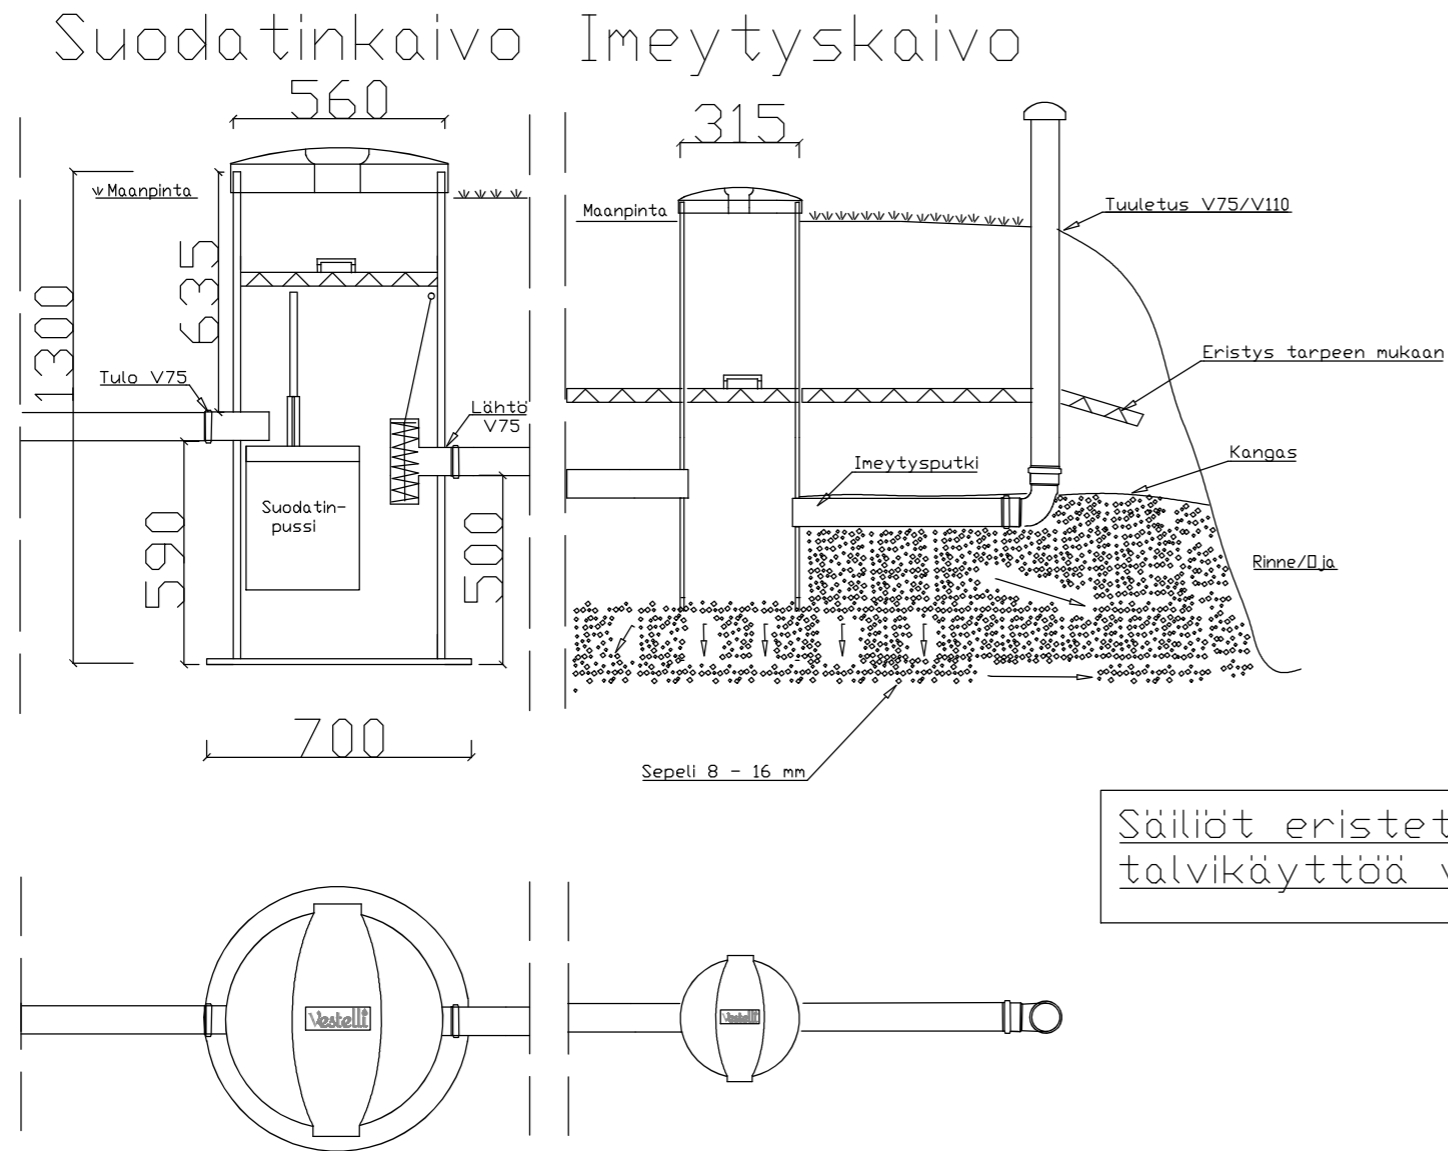 Suodatinkaivo
Imeytyskaivo
560
315
Maanpinta
Maanpinta
Tuuletus V75/V110
635
1300
Eristys tarpeen mukaan
Tulo V75
Lähtö
V75
Kangas
Imeytysputki
Suodatin-
pussi
590
500
Rinne/Oja
700
Sepeli 8 - 16 mm
Säiliöt eristet
talvikäyttöä v
Vestelli
Vestelli